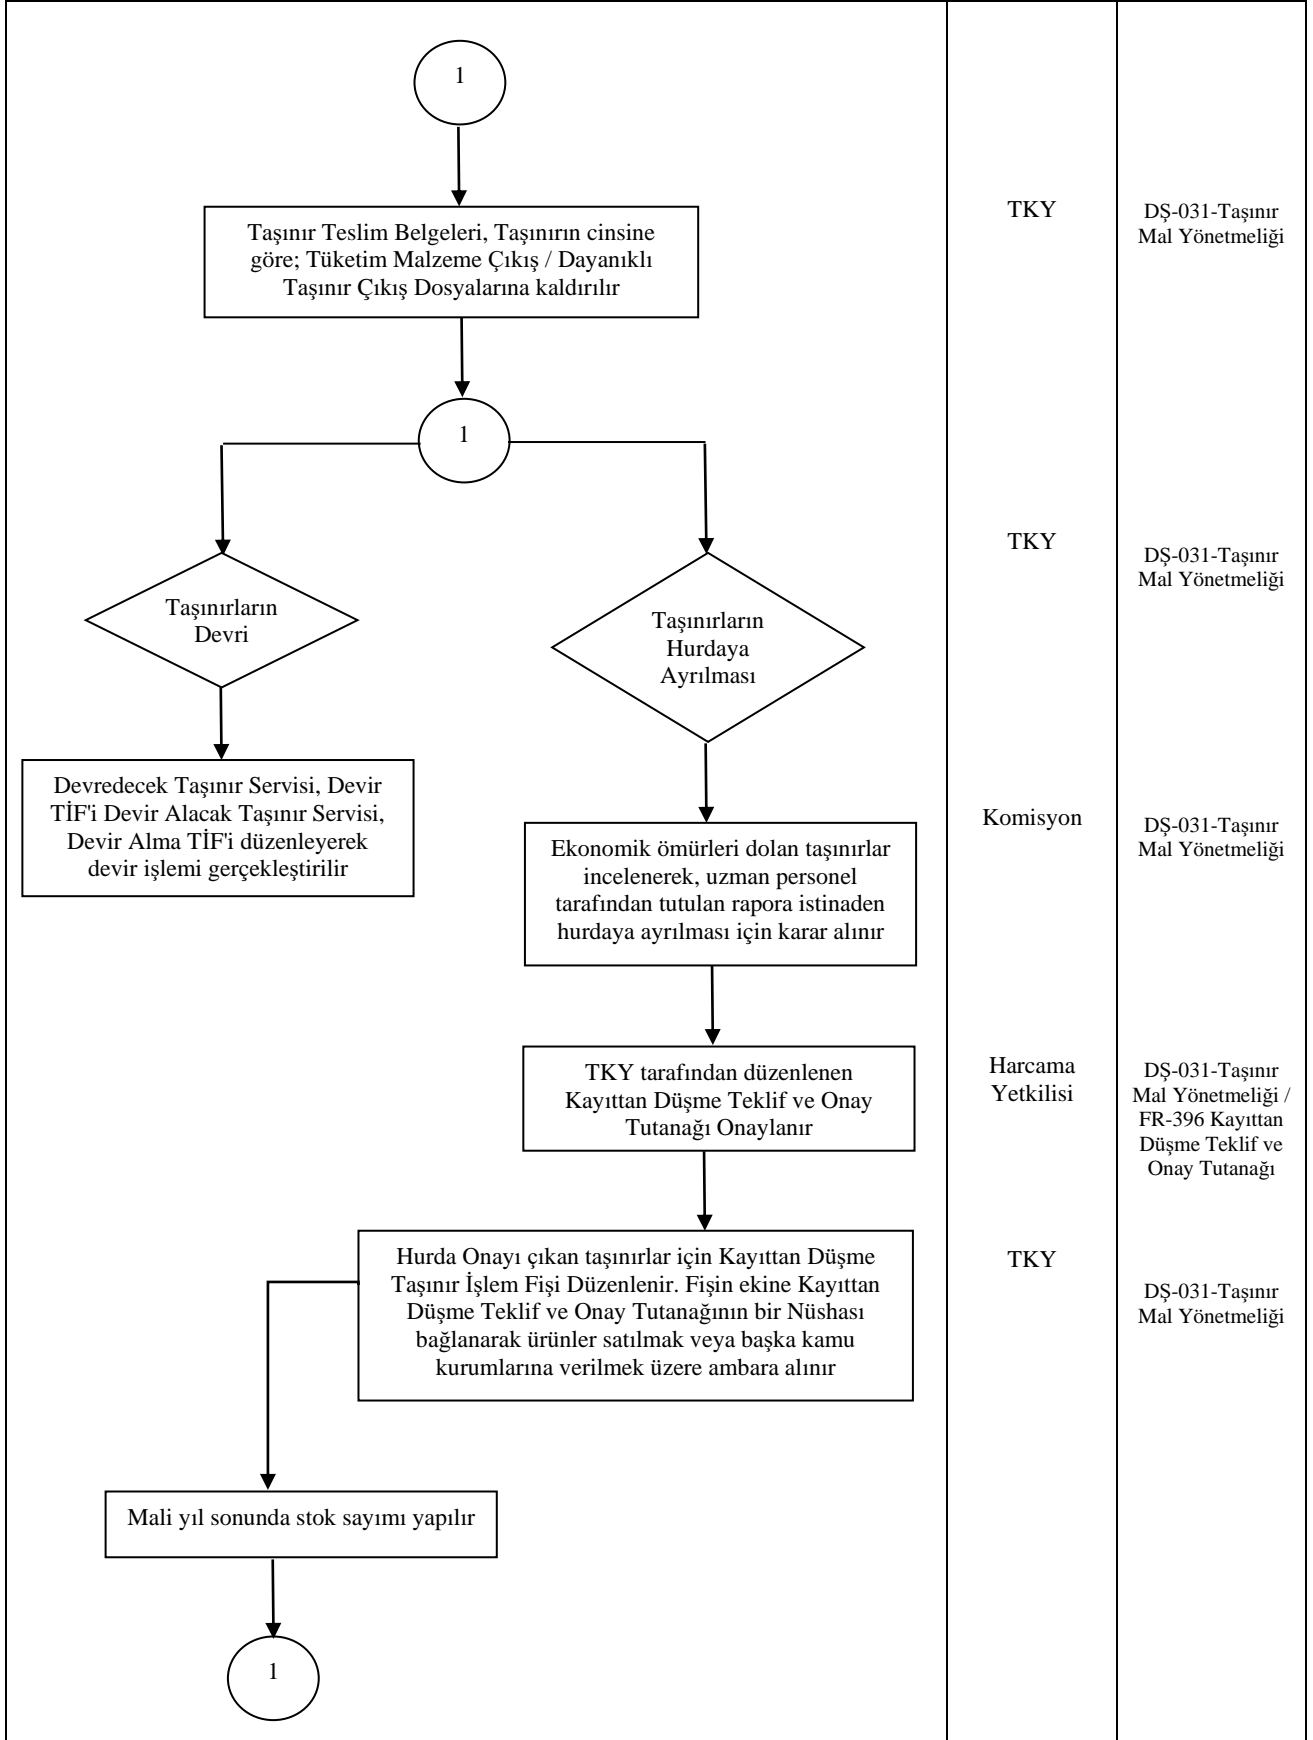 1
Taşınır Teslim Belgeleri, Taşınırın cinsine
göre; Tüketim Malzeme Çıkış / Dayanıklı
Taşınır Çıkış Dosyalarına kaldırılır
TKY
DŞ-031-Taşınır
Mal Yönetmeliği
1
TKY
DŞ-031-Taşınır
Mal Yönetmeliği
Taşınırların
Devri
Taşınırların
Hurdaya
Ayrılması
Devredecek Taşınır Servisi, Devir
TİF'i Devir Alacak Taşınır Servisi,
Devir Alma TİF'i düzenleyerek
devir işlemi gerçekleştirilir
Ekonomik ömürleri dolan taşınırlar
incelenerek, uzman personel
tarafından tutulan rapora istinaden
hurdaya ayrılması için karar alınır
Komisyon
DŞ-031-Taşınır
Mal Yönetmeliği
TKY tarafından düzenlenen
Kayıttan Düşme Teklif ve Onay
Tutanağı Onaylanır
Harcama
Yetkilisi
DŞ-031-Taşınır
Mal Yönetmeliği /
FR-396 Kayıttan
Düşme Teklif ve
Onay Tutanağı
Hurda Onayı çıkan taşınırlar için Kayıttan Düşme
Taşınır İşlem Fişi Düzenlenir. Fişin ekine Kayıttan
Düşme Teklif ve Onay Tutanağının bir Nüshası
bağlanarak ürünler satılmak veya başka kamu
kurumlarına verilmek üzere ambara alınır
TKY
DŞ-031-Taşınır
Mal Yönetmeliği
Mali yıl sonunda stok sayımı yapılır
1